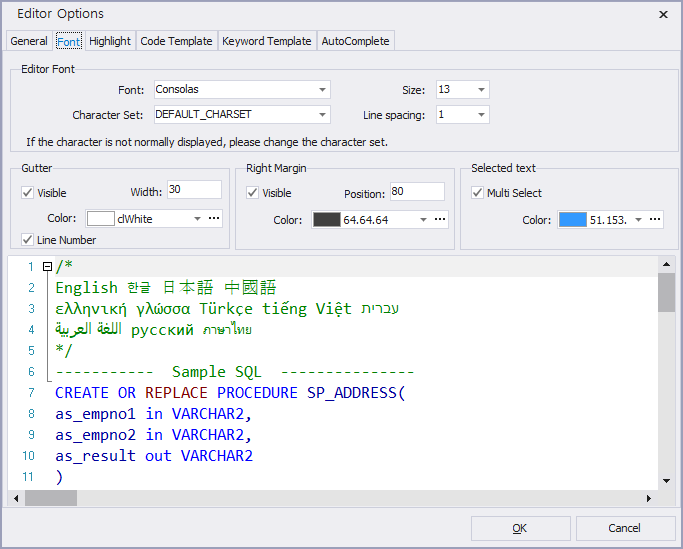 Editor Options
General Font Highlight Code Template Keyword Template AutoComplete
Editor Font
Font: Consolas Size: 13
Character Set: DEFAULT_CHARSET Line spacing: 1
If the character is not normally displayed, please change the character set.
Gutter Right Margin Selected text
Visible Width: 30 Visible Position: 80 Multi Select
Color: clWhite ... Color: 64.64.64 ... Color: 51.153. ...
Line Number
1 /*
2 English 한글 日本語 中國語
3 ελληνική γλώσσα Türkçe tiếng Việt עברית
4 اللغة العربية русский ภาษาไทย
5 */
6 ----------- Sample SQL ---------------
7 CREATE OR REPLACE PROCEDURE SP_ADDRESS(
8 as_empno1 in VARCHAR2,
9 as_empno2 in VARCHAR2,
10 as_result out VARCHAR2
11 )
OK Cancel